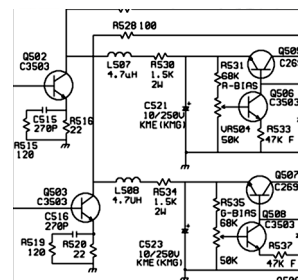 R528 100
Q502
C3503
L507
4.7uH
R530
1.5K
2W
R531
68K
R-BIAS
Q505
C269
Q506
C3503
C515
270P
R516
22
R515
120
C521
10/250V
KME(KMG)
VR504
50K
R533
47K F
Q503
C3503
L508
4.7UH
R534
1.5K
2W
R535
G-BIAS
68K
Q507
C269
Q508
C3503
C516
270P
R519
120
R520
22
C523
10/250V
KME(KMG)
50K
R537
47K F